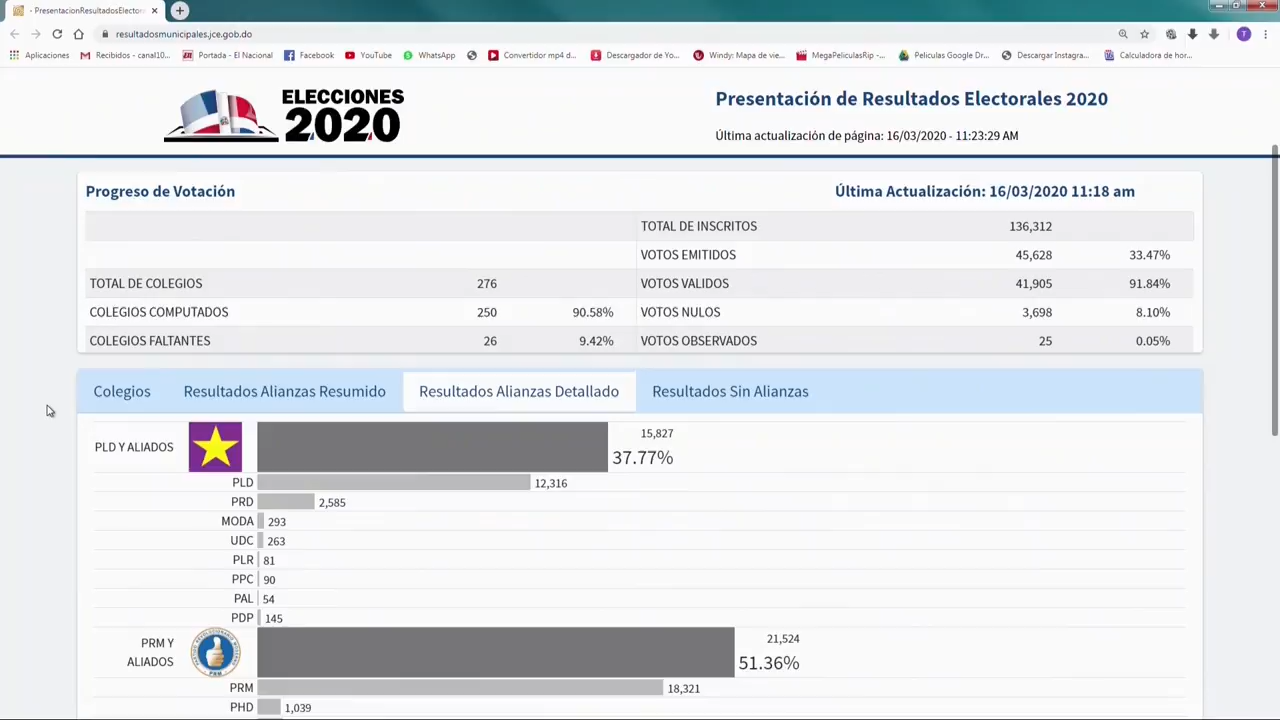 - PresentacionResultadosElector
resultadosmunicipales.jce.gob.do
T
Aplicaciones
Recibidos - canal10...
Portada - El Nacional
Facebook
YouTube
WhatsApp
Convertidor mp4 d...
Descargador de Yo...
Windy: Mapa de vie...
MegaPeliculasRip -...
Peliculas Google Dr...
Descargar Instagra...
Calculadora de hor...
ELECCIONES
2020
Presentación de Resultados Electorales 2020
Última actualización de página: 16/03/2020 - 11:23:29 AM
Progreso de Votación
Última Actualización: 16/03/2020 11:18 am
TOTAL DE INSCRITOS 136,312
VOTOS EMITIDOS 45,628 33.47%
TOTAL DE COLEGIOS 276 VOTOS VALIDOS 41,905 91.84%
COLEGIOS COMPUTADOS 250 90.58% VOTOS NULOS 3,698 8.10%
COLEGIOS FALTANTES 26 9.42% VOTOS OBSERVADOS 25 0.05%
Colegios Resultados Alianzas Resumido Resultados Alianzas Detallado Resultados Sin Alianzas
PLD Y ALIADOS
15,827
37.77%
PLD 12,316
PRD 2,585
MODA 293
UDC 263
PLR 81
PPC 90
PAL 54
PDP 145
PRM Y
ALIADOS
PRM
21,524
51.36%
PRM 18,321
PHD 1,039